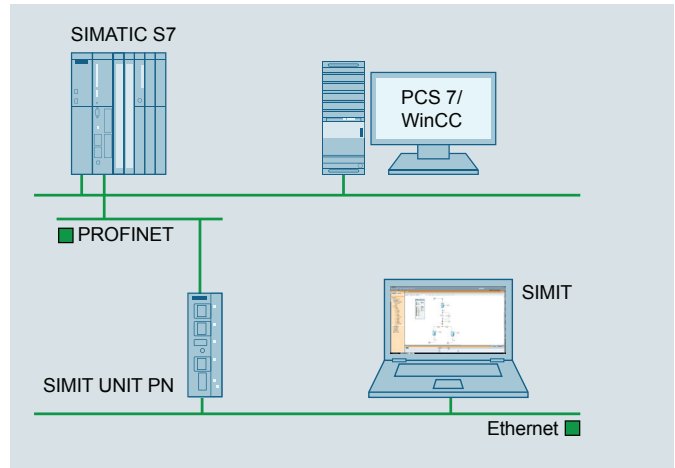 SIMATIC S7
PCS 7/
WinCC
PROFINET
SIMIT
SIMIT UNIT PN
Ethernet